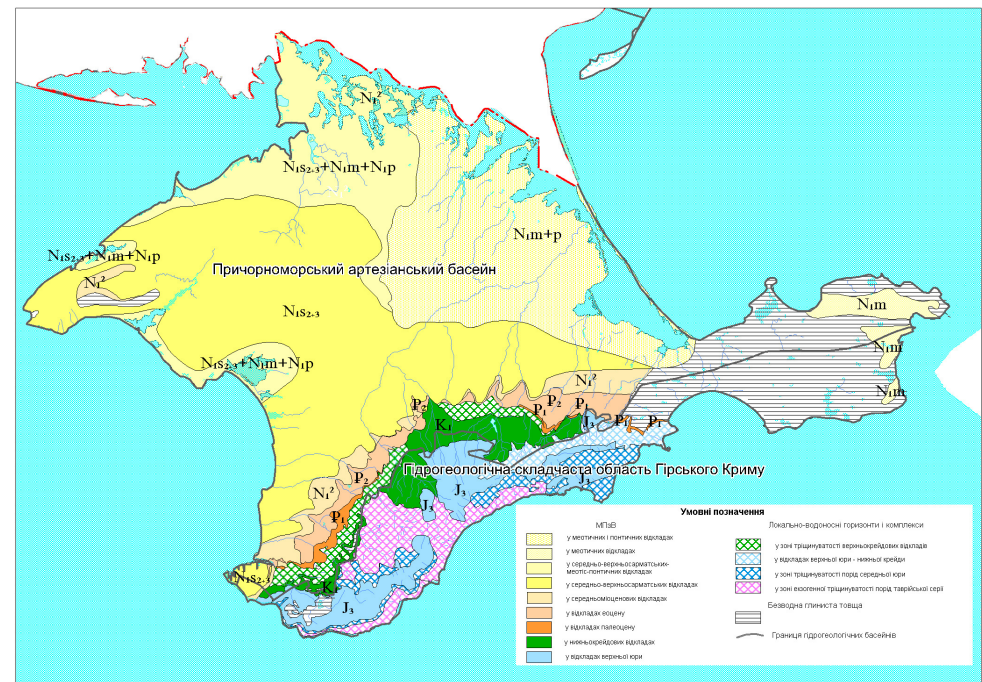 N₁²
N₁s₂₋₃+N₁m+N₁p
N₁m+p
N₁s₂₋₃+N₁m+N₁p
Причорноморський артезіанський басейн
N₁²
N₁s₂₋₃
N₁m
N₁m
N₁s₂₋₃+N₁m+N₁p
N₁²
N₁m
P₂
P₂
P₁
P₁
K₁
J₃
P₁
P₁
Гідрогеологічна складчаста область Гірського Криму
P₂
J₃
J₃
N₁²
J₃
P₁
N₁s₂₋₃
K₁
J₃
Умовні позначення
МПзВ
у меотичних і понтичних відкладах
у меотичних відкладах
у середньо-верхньосарматських-
меотіс-понтичних відкладах
у середньо-верхньосарматських відкладах
у середньоміоценових відкладах
у відкладах еоцену
у відкладах палеоцену
у нижньокрейдових відкладах
у відкладах верхньої юри
Локально-водоносні горизонти і комплекси
у зоні тріщинуватості верхньокрейдових відкладів
у відкладах верхньої юри - нижньої крейди
у зоні тріщинуватості порід середньої юри
у зоні екзогенної тріщинуватості порід таврійської серії
Безводна глиниста товща
Границя гідрогеологічних басейнів